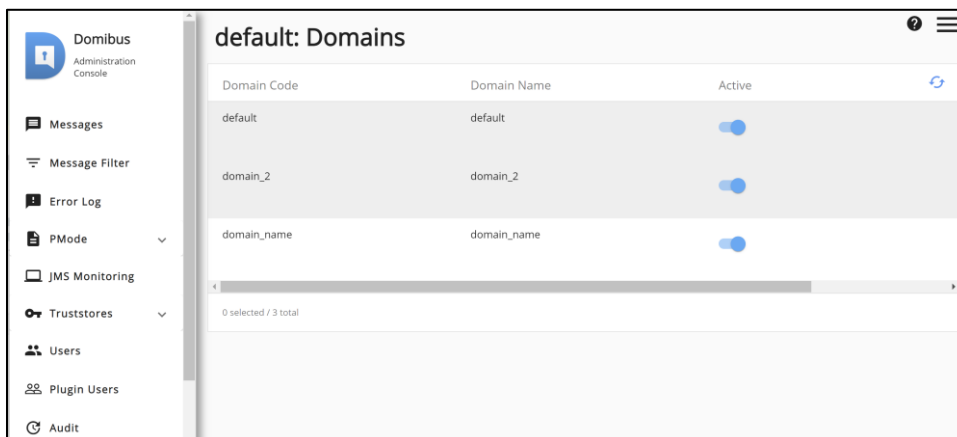 Domibus
Administration
Console
Messages
Message Filter
Error Log
PMode
JMS Monitoring
Truststores
Users
Plugin Users
Audit
default: Domains
Domain Code Domain Name Active
default default
domain_2 domain_2
domain_name domain_name
0 selected / 3 total